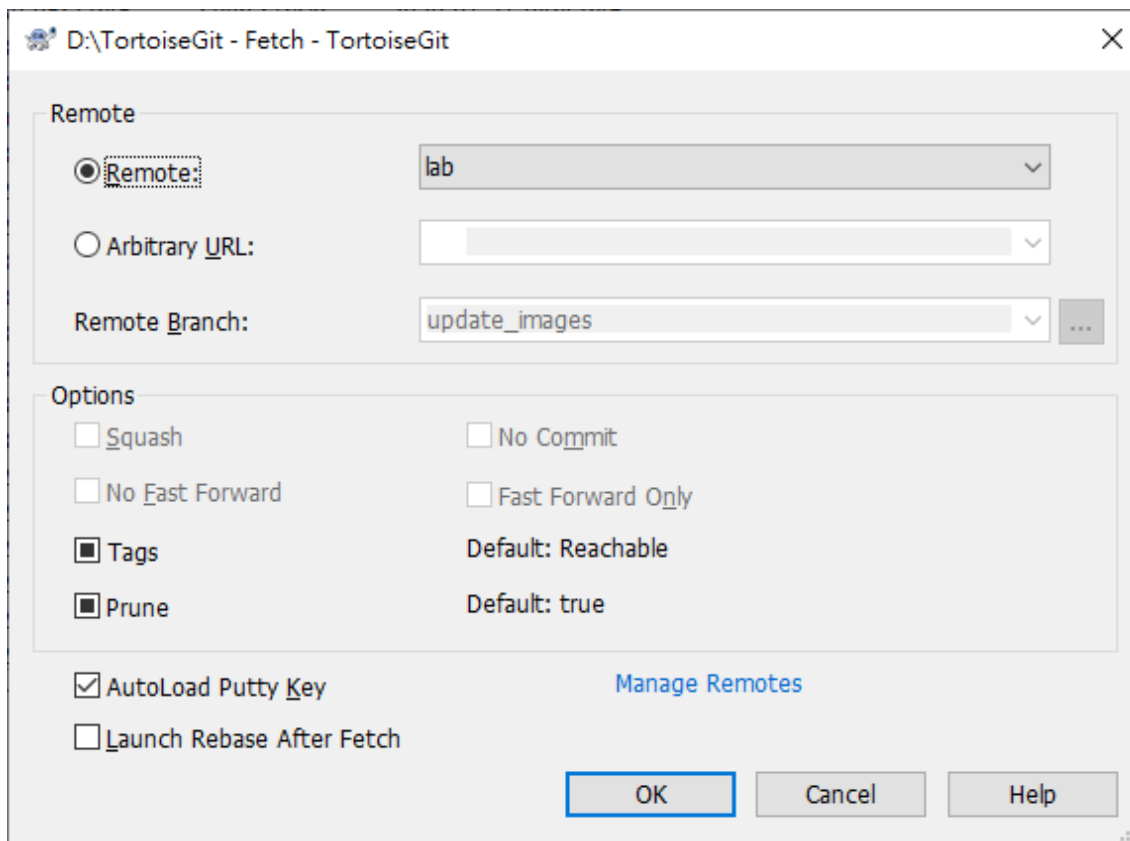 D:\TortoiseGit - Fetch - TortoiseGit
Remote
Remote:
lab
Arbitrary URL:
Remote Branch:
update_images
...
Options
Squash
No Commit
No Fast Forward
Fast Forward Only
Tags
Default: Reachable
Prune
Default: true
AutoLoad Putty Key
Manage Remotes
Launch Rebase After Fetch
OK
Cancel
Help